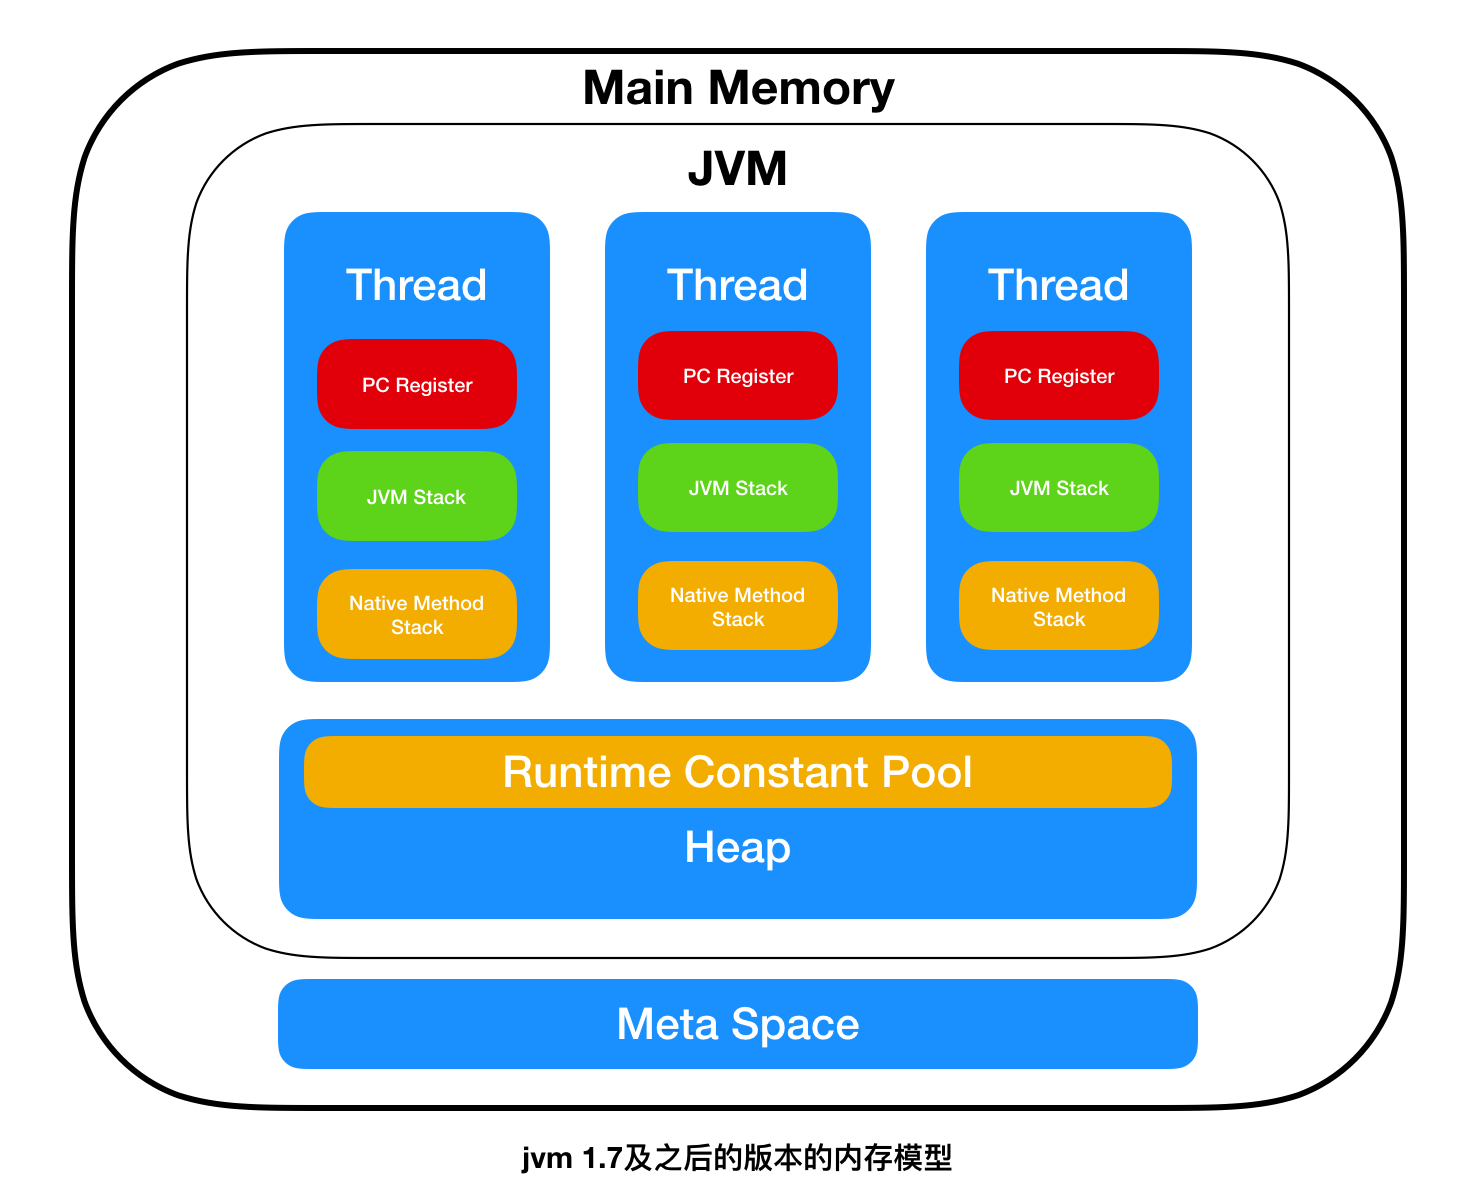 Main Memory
JVM
Thread
PC Register
JVM Stack
Native Method
Stack
Thread
PC Register
JVM Stack
Native Method
Stack
Thread
PC Register
JVM Stack
Native Method
Stack
Runtime Constant Pool
Heap
Meta Space
jvm 1.7及之后的版本的内存模型